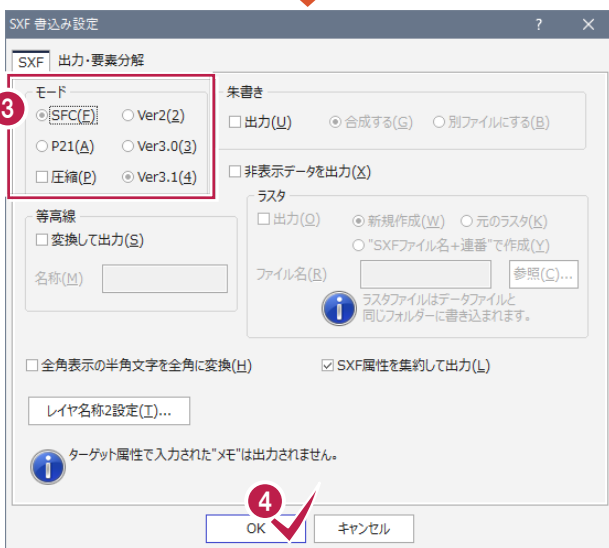 SXF 書込み設定 ? ×
SXF 出力・要素分解
3
モード
SFC(F) Ver2(2)
P21(A) Ver3.0(3)
圧縮(P) Ver3.1(4)
朱書き
出力(U) 合成する(G) 別ファイルにする(B)
非表示データを出力(X)
ラスタ
出力(O) 新規作成(W) 元のラスタ(K)
"SXFファイル名+連番"で作成(Y)
ファイル名(R) 参照(C)...
ラスタファイルはデータファイルと
同じフォルダーに書き込まれます。
等高線
変換して出力(S)
名称(M)
全角表示の半角文字を全角に変換(H) SXF属性を集約して出力(L)
レイヤ名称2設定(T)...
ターゲット属性で入力された"メモ"は出力されません。
4
OK キャンセル